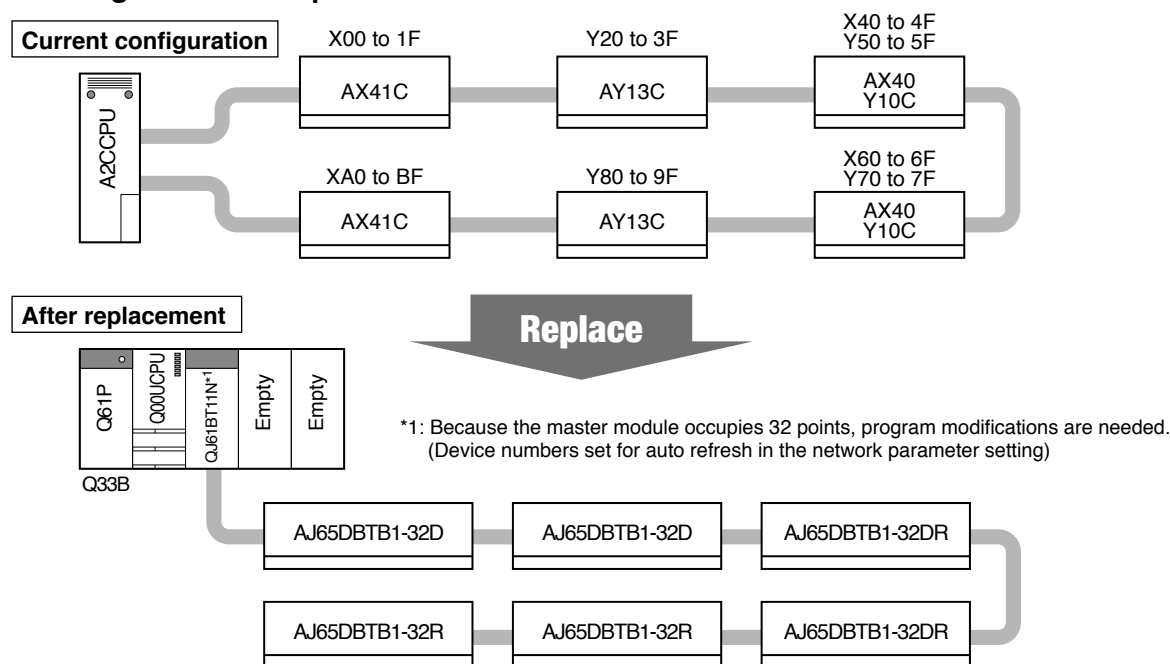 Current configuration
X00 to 1F
Y20 to 3F
X40 to 4F
Y50 to 5F
A2CCPU
AX41C
AY13C
AX40
Y10C
XA0 to BF
Y80 to 9F
X60 to 6F
Y70 to 7F
AX41C
AY13C
AX40
Y10C
After replacement
Replace
Q61P
Q00UCPU
QJ61BT11N*1
Empty
Empty
Q33B
*1: Because the master module occupies 32 points, program modifications are needed.
(Device numbers set for auto refresh in the network parameter setting)
AJ65DBTB1-32D
AJ65DBTB1-32D
AJ65DBTB1-32DR
AJ65DBTB1-32R
AJ65DBTB1-32R
AJ65DBTB1-32DR